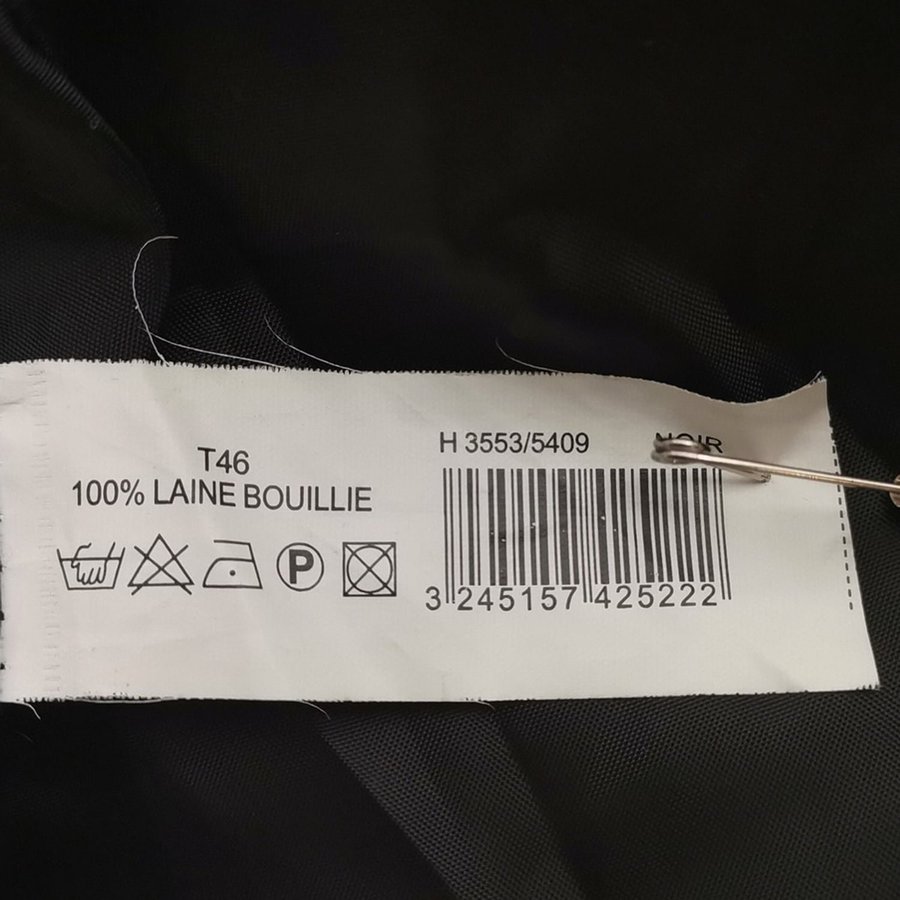 T46
100% LAINE BOUILLIE
P
H 3553/5409 NOIR
3 245157 425222